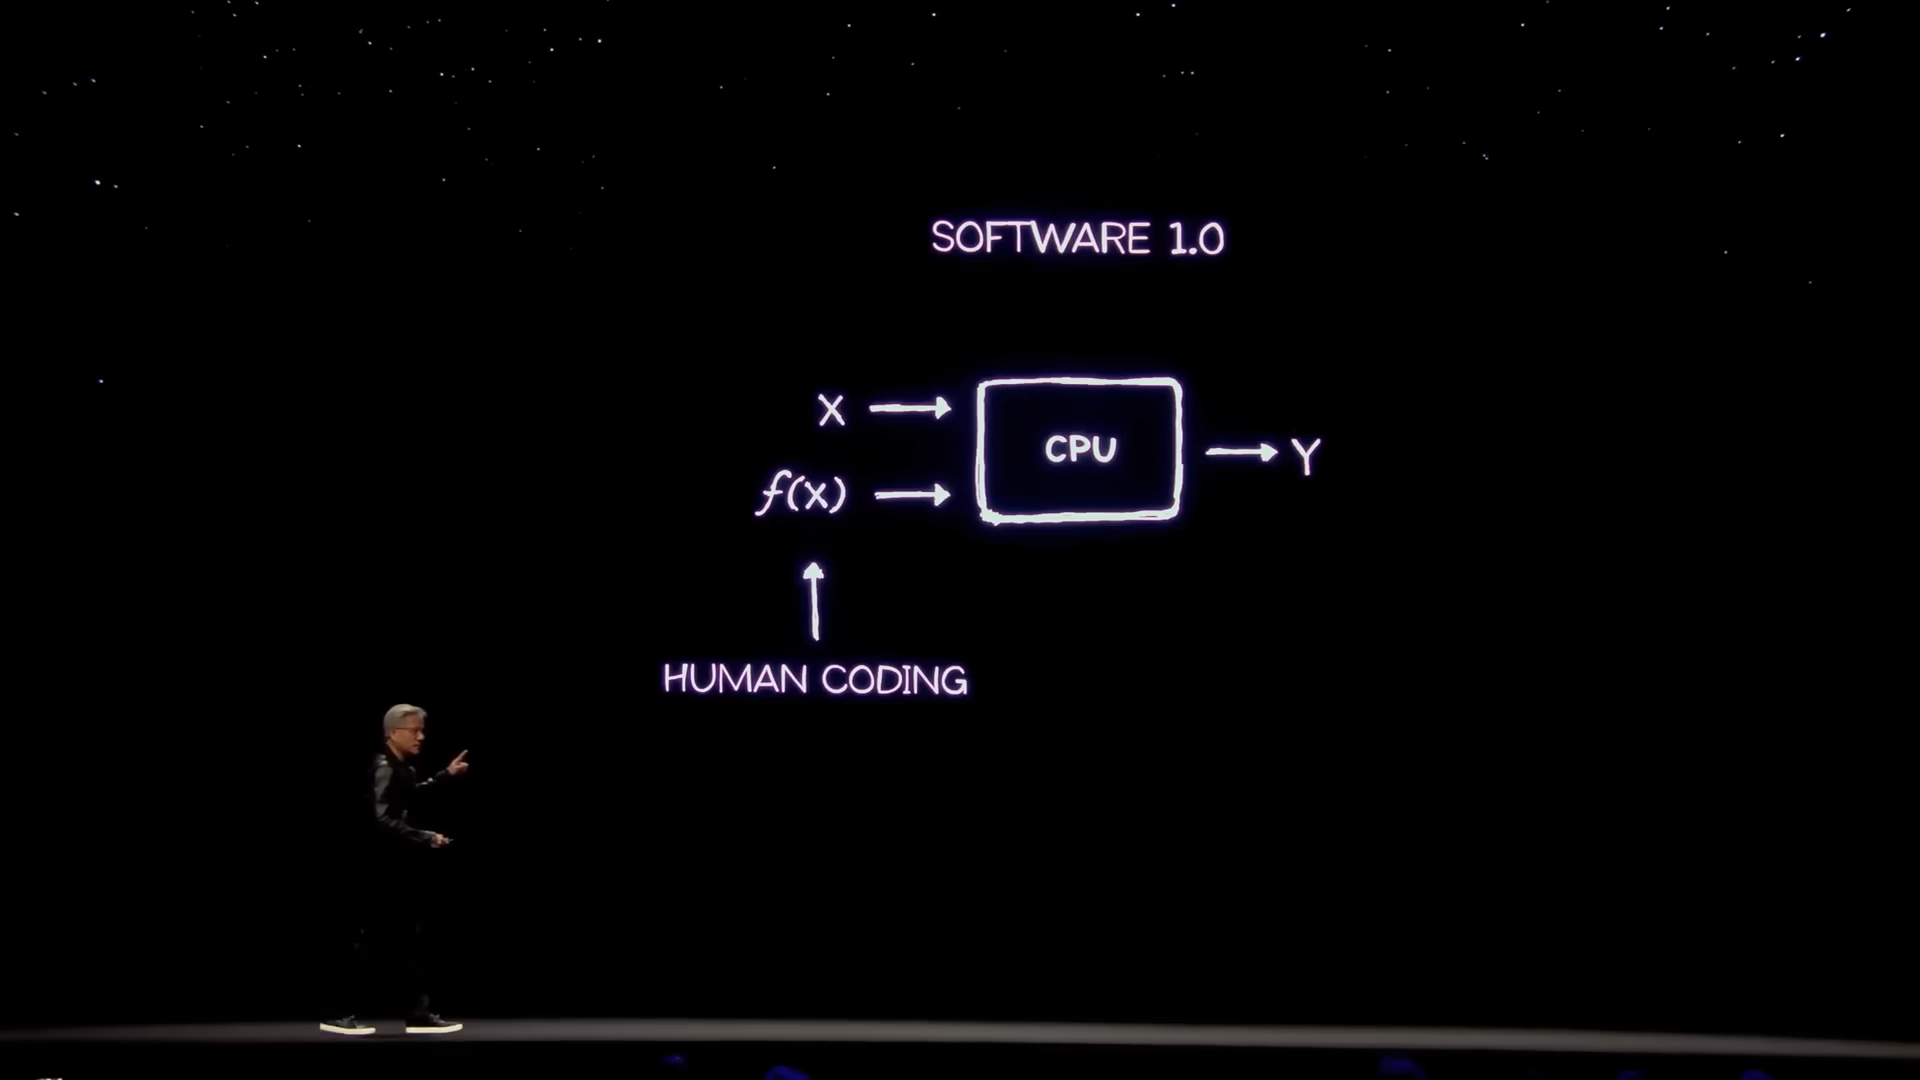 SOFTWARE 1.0
X
CPU
Y
f(x)
HUMAN CODING